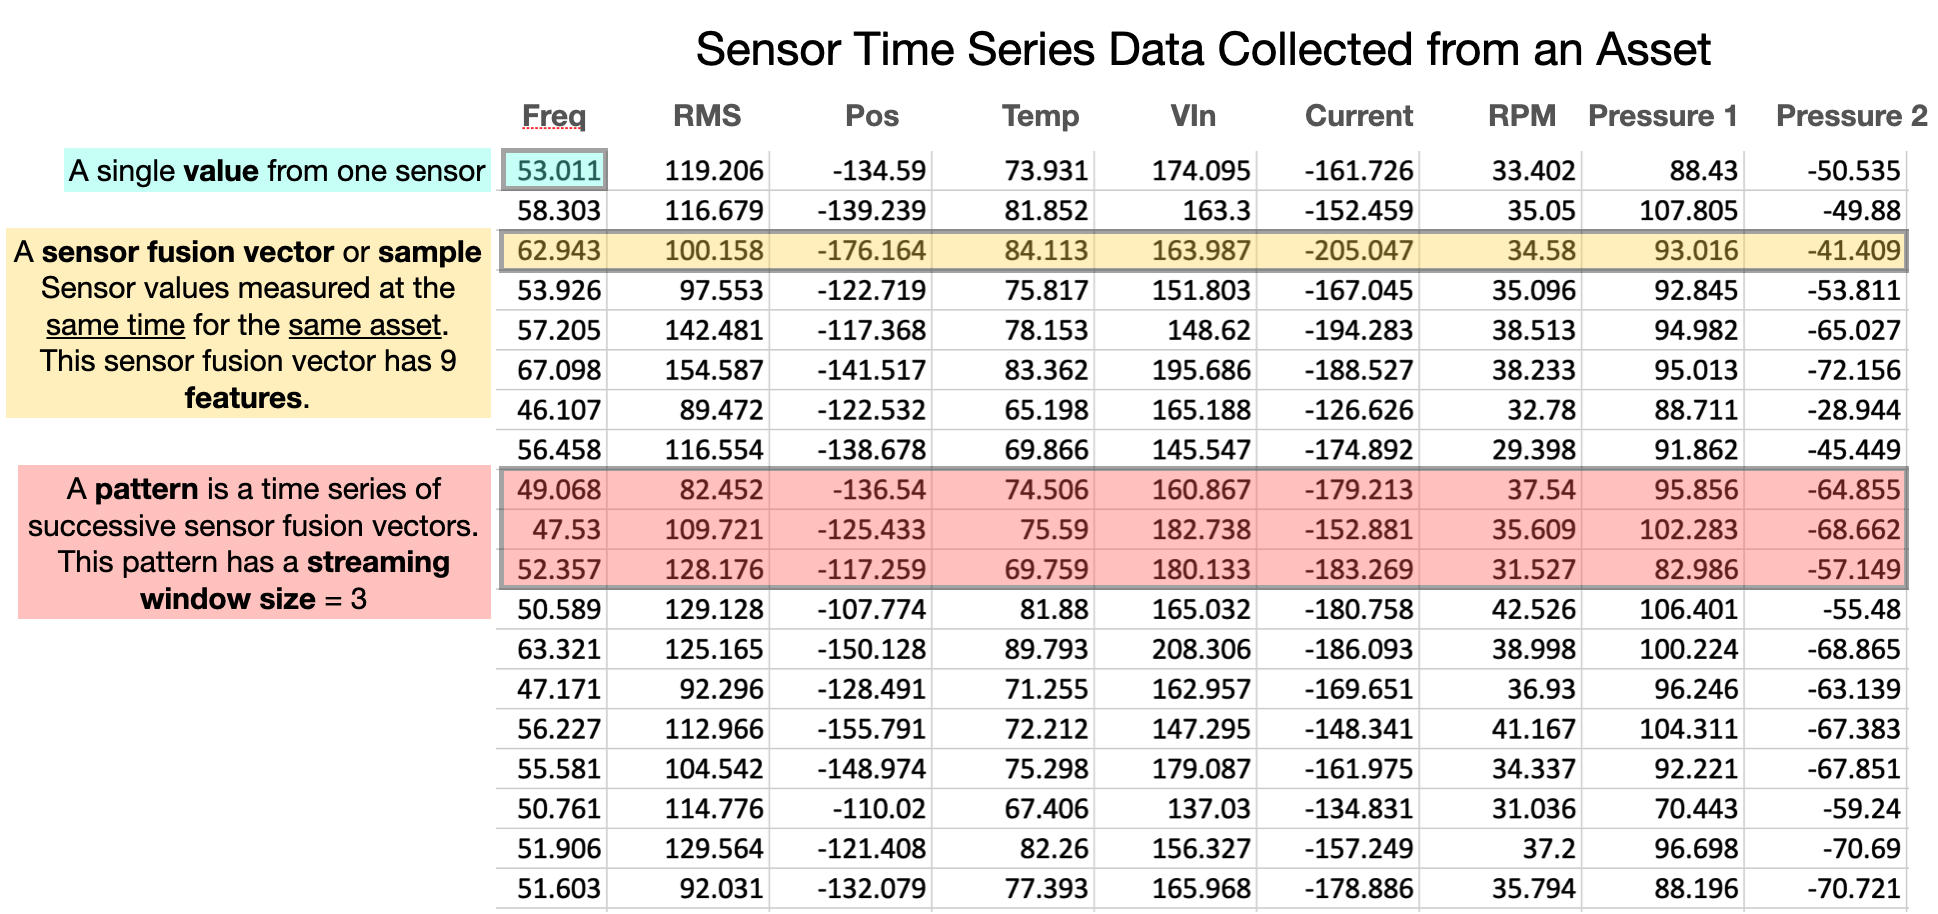 Sensor Time Series Data Collected from an Asset
Freq RMS Pos Temp VIn Current RPM Pressure 1 Pressure 2
A single value from one sensor 53.011 119.206 -134.59 73.931 174.095 -161.726 33.402 88.43 -50.535
58.303 116.679 -139.239 81.852 163.3 -152.459 35.05 107.805 -49.88
A sensor fusion vector or sample 62.943 100.158 -176.164 84.113 163.987 -205.047 34.58 93.016 -41.409
Sensor values measured at the 53.926 97.553 -122.719 75.817 151.803 -167.045 35.096 92.845 -53.811
same time for the same asset. 57.205 142.481 -117.368 78.153 148.62 -194.283 38.513 94.982 -65.027
This sensor fusion vector has 9 67.098 154.587 -141.517 83.362 195.686 -188.527 38.233 95.013 -72.156
features. 46.107 89.472 -122.532 65.198 165.188 -126.626 32.78 88.711 -28.944
56.458 116.554 -138.678 69.866 145.547 -174.892 29.398 91.862 -45.449
A pattern is a time series of 49.068 82.452 -136.54 74.506 160.867 -179.213 37.54 95.856 -64.855
successive sensor fusion vectors. 47.53 109.721 -125.433 75.59 182.738 -152.881 35.609 102.283 -68.662
This pattern has a streaming 52.357 128.176 -117.259 69.759 180.133 -183.269 31.527 82.986 -57.149
window size = 3 50.589 129.128 -107.774 81.88 165.032 -180.758 42.526 106.401 -55.48
63.321 125.165 -150.128 89.793 208.306 -186.093 38.998 100.224 -68.865
47.171 92.296 -128.491 71.255 162.957 -169.651 36.93 96.246 -63.139
56.227 112.966 -155.791 72.212 147.295 -148.341 41.167 104.311 -67.383
55.581 104.542 -148.974 75.298 179.087 -161.975 34.337 92.221 -67.851
50.761 114.776 -110.02 67.406 137.03 -134.831 31.036 70.443 -59.24
51.906 129.564 -121.408 82.26 156.327 -157.249 37.2 96.698 -70.69
51.603 92.031 -132.079 77.393 165.968 -178.886 35.794 88.196 -70.721